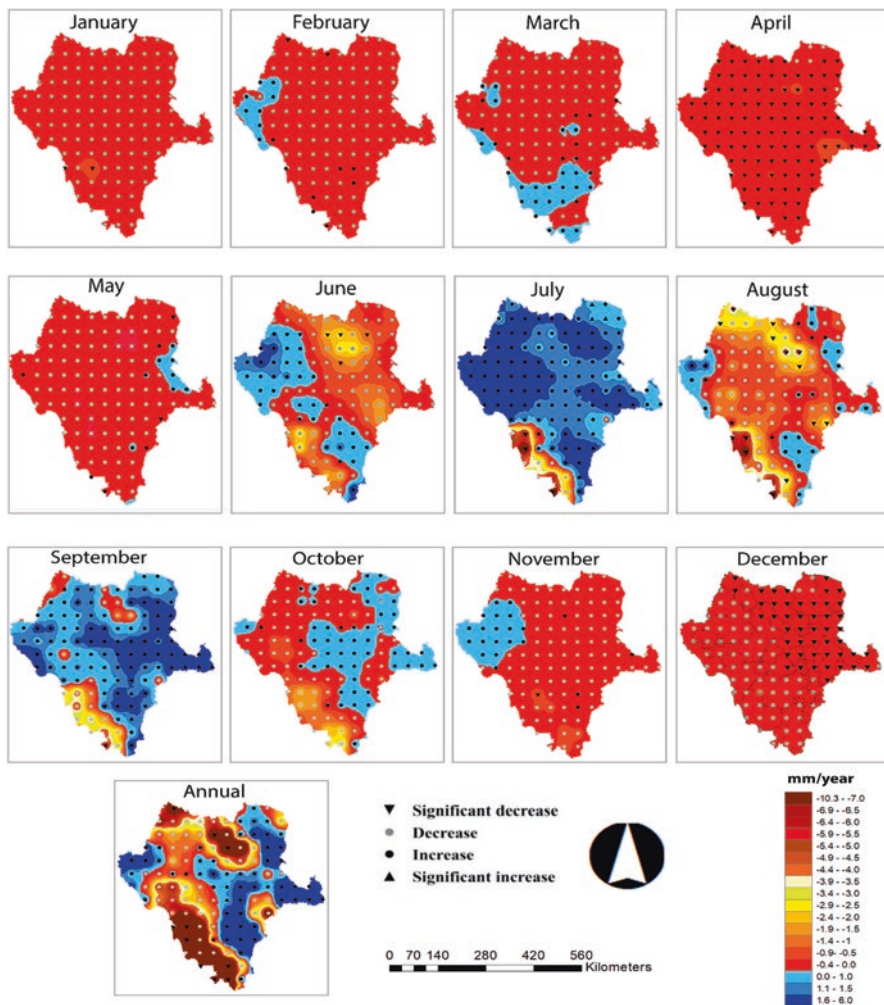 January
February
March
April
May
June
July
August
September
October
November
December
Annual
Significant decrease
Decrease
Increase
Significant increase
0 70 140 280 420 560
Kilometers
mm/year
-10.3 - -7.0
-6.9 - -6.5
-6.4 - -6.0
-5.9 - -5.5
-5.4 - -5.0
-4.9 - -4.5
-4.4 - -4.0
-3.9 - -3.5
-3.4 - -3.0
-2.9 - -2.5
-2.4 - -2.0
-1.9 - -1.5
-1.4 - -1
-0.9 - -0.5
-0.4 - 0.0
0.0 - 1.0
1.1 - 1.5
1.6 - 6.0